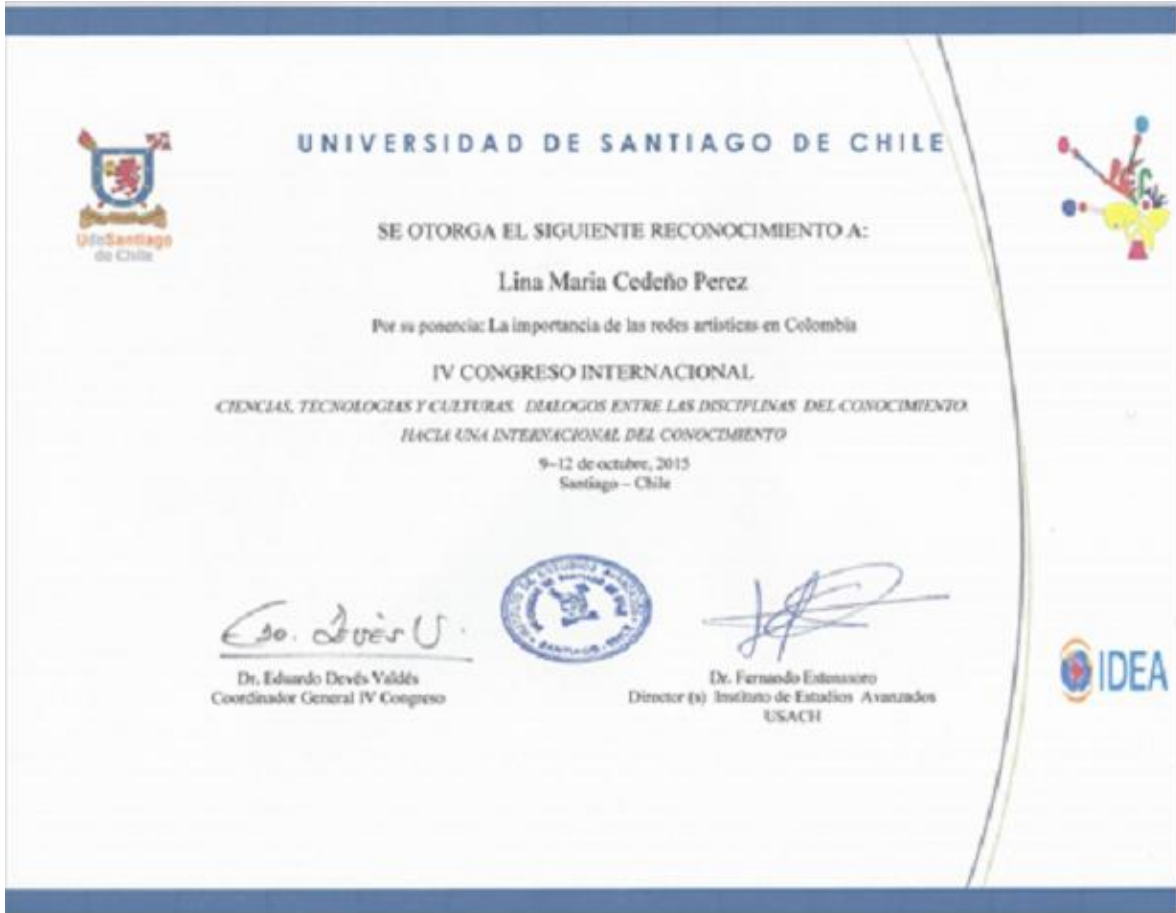 UNIVERSIDAD DE SANTIAGO DE CHILE
UdeSantiago
de Chile
SE OTORGA EL SIGUIENTE RECONOCIMIENTO A:
Lina Maria Cedeño Perez
Por su ponencia: La importancia de las redes artísticas en Colombia
IV CONGRESO INTERNACIONAL
CIENCIAS, TECNOLOGIAS Y CULTURAS. DIALOGOS ENTRE LAS DISCIPLINAS DEL CONOCIMIENTO.
HACIA UNA INTERNACIONAL DEL CONOCIMIENTO
9–12 de octubre, 2015
Santiago – Chile
Edo. Devés V.
Dr. Eduardo Devés Valdés
Coordinador General IV Congreso
Dr. Fernando Estenssoro
Director (s) Instituto de Estudios Avanzados
USACH
IDEA